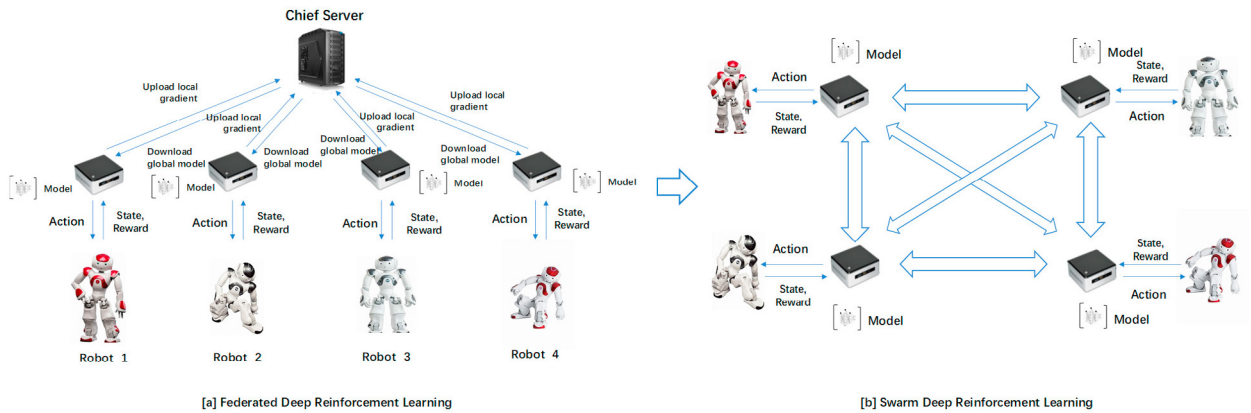 Chief Server
Upload local
gradient
Upload local
gradient
Upload local
gradient
Upload local
gradient
Download
global model
Download
global model
Download
global model
Download
global model
Model
Model
Model
Model
Action
State,
Reward
Action
State,
Reward
Action
State,
Reward
Action
State,
Reward
Robot 1
Robot 2
Robot 3
Robot 4
[a] Federated Deep Reinforcement Learning
Model
Action
State,
Reward
Model
State,
Reward
Action
Action
State,
Reward
Model
State,
Reward
Action
Model
[b] Swarm Deep Reinforcement Learning